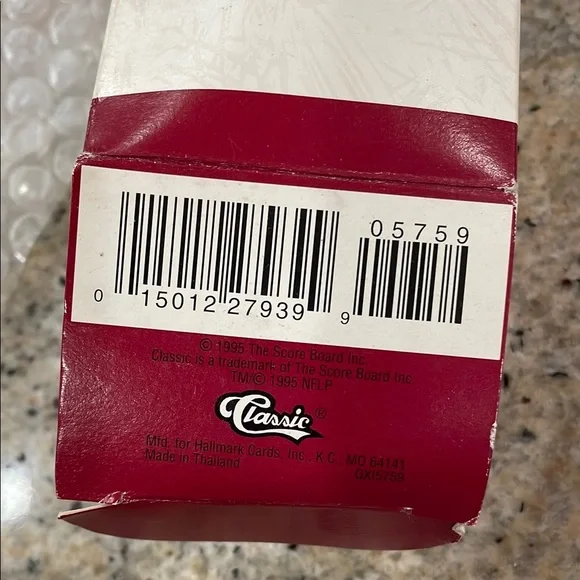 05759
0 15012 27939 9
© 1995 The Score Board Inc.
Classic is a trademark of The Score Board Inc.
TM/© 1995 NFLP
Classic®
Mfd. for Hallmark Cards, Inc., K.C. MO 64141
Made in Thailand QXI5759